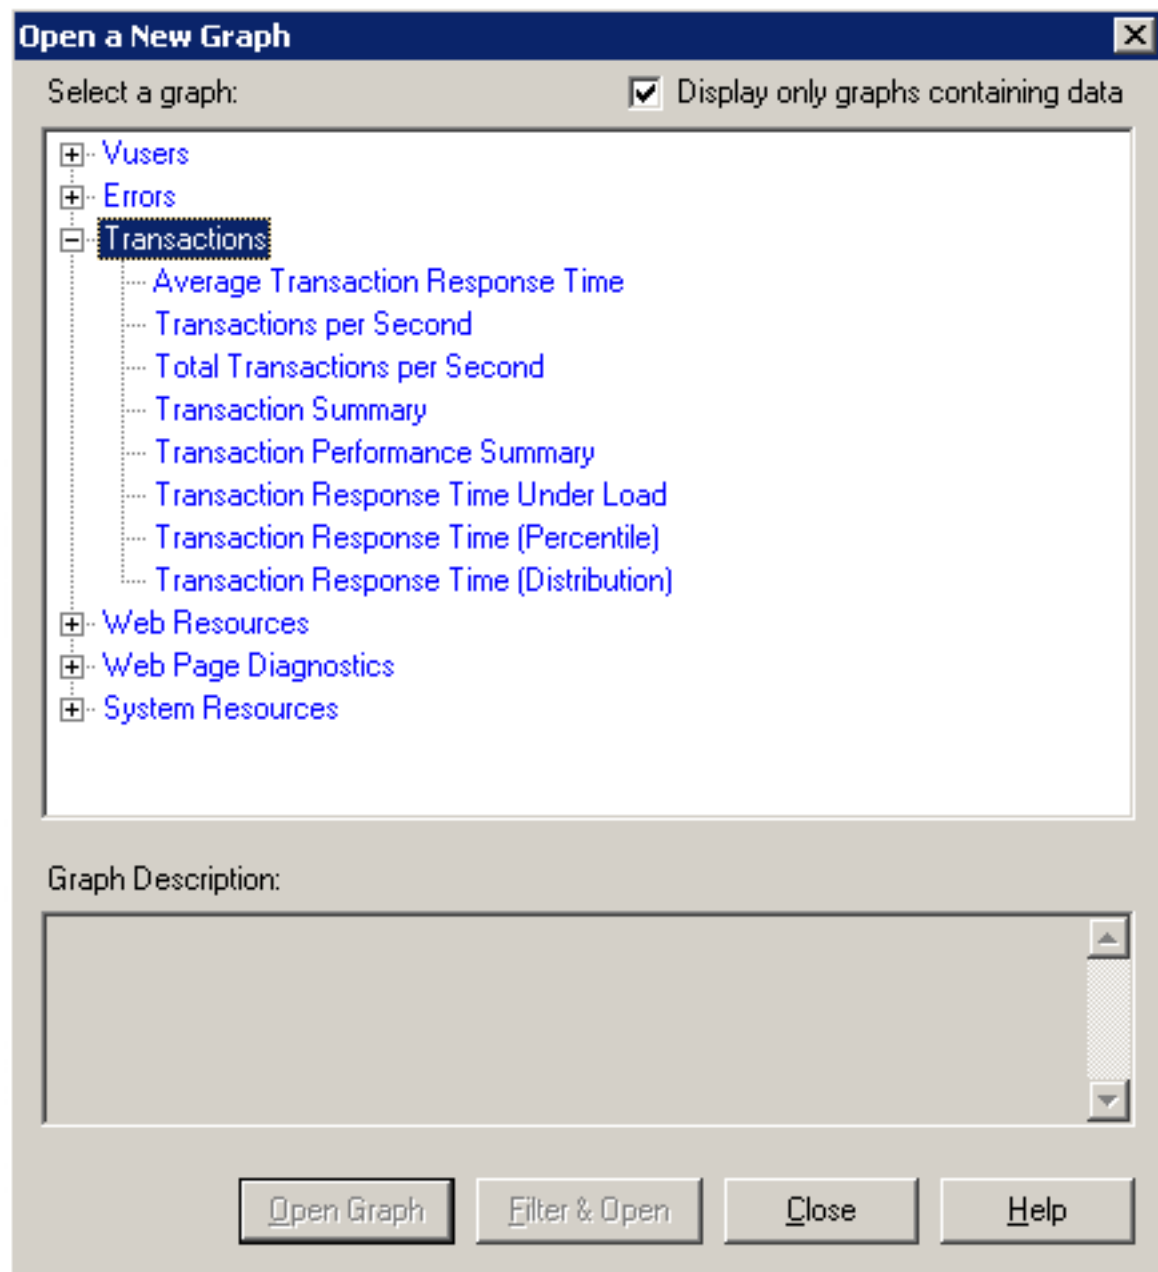 Open a New Graph
Select a graph: Display only graphs containing data
Vusers
Errors
Transactions
Average Transaction Response Time
Transactions per Second
Total Transactions per Second
Transaction Summary
Transaction Performance Summary
Transaction Response Time Under Load
Transaction Response Time (Percentile)
Transaction Response Time (Distribution)
Web Resources
Web Page Diagnostics
System Resources
Graph Description:
Open Graph Filter & Open Close Help